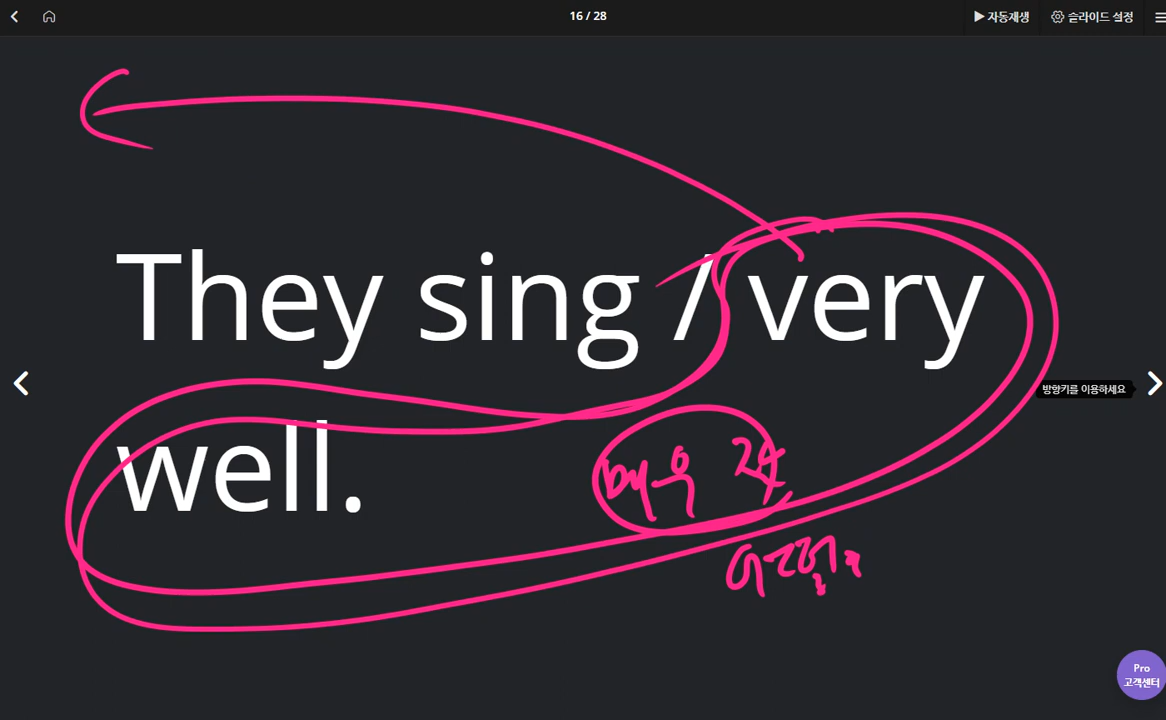 16 / 28
자동재생
슬라이드 설정
They sing / very
well.
방향키를 이용하세요
매우 잘
Pro
고객센터